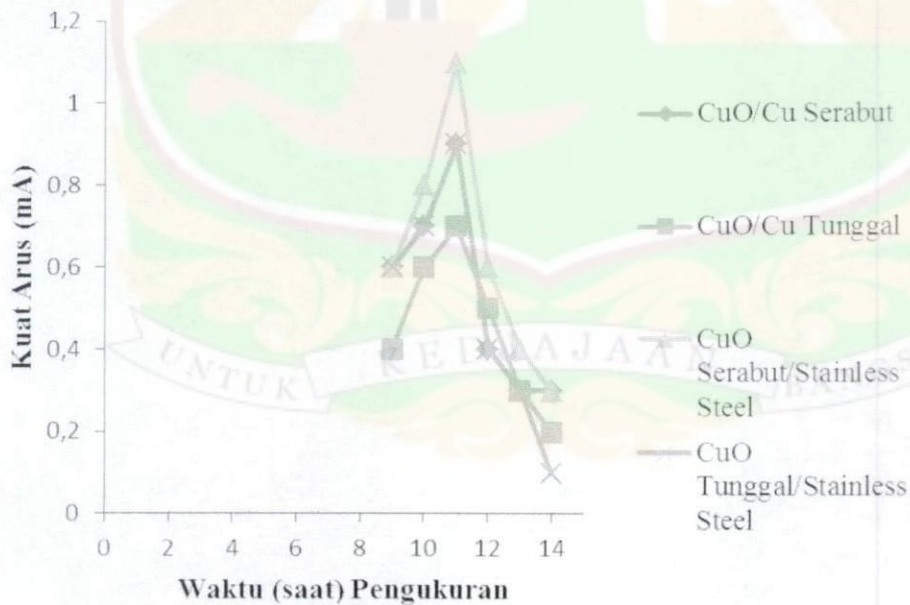 1,2
1
0,8
0,6
0,4
0,2
0
Kuat Arus (mA)
0 2 4 6 8 10 12 14
Waktu (saat) Pengukuran
CuO/Cu Serabut
CuO/Cu Tunggal
CuO
Serabut/Stainless
Steel
CuO
Tunggal/Stainless
Steel
UNTUK KEDJAJAAN BANGSA